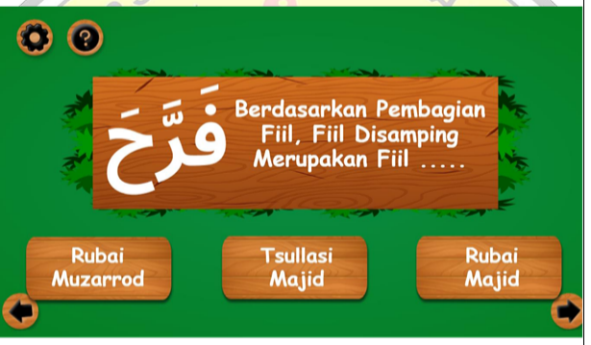 ?
فَرَّحَ
Berdasarkan Pembagian
Fiil, Fiil Disamping
Merupakan Fiil .....
Rubai
Muzarrod
Tsullasi
Majid
Rubai
Majid